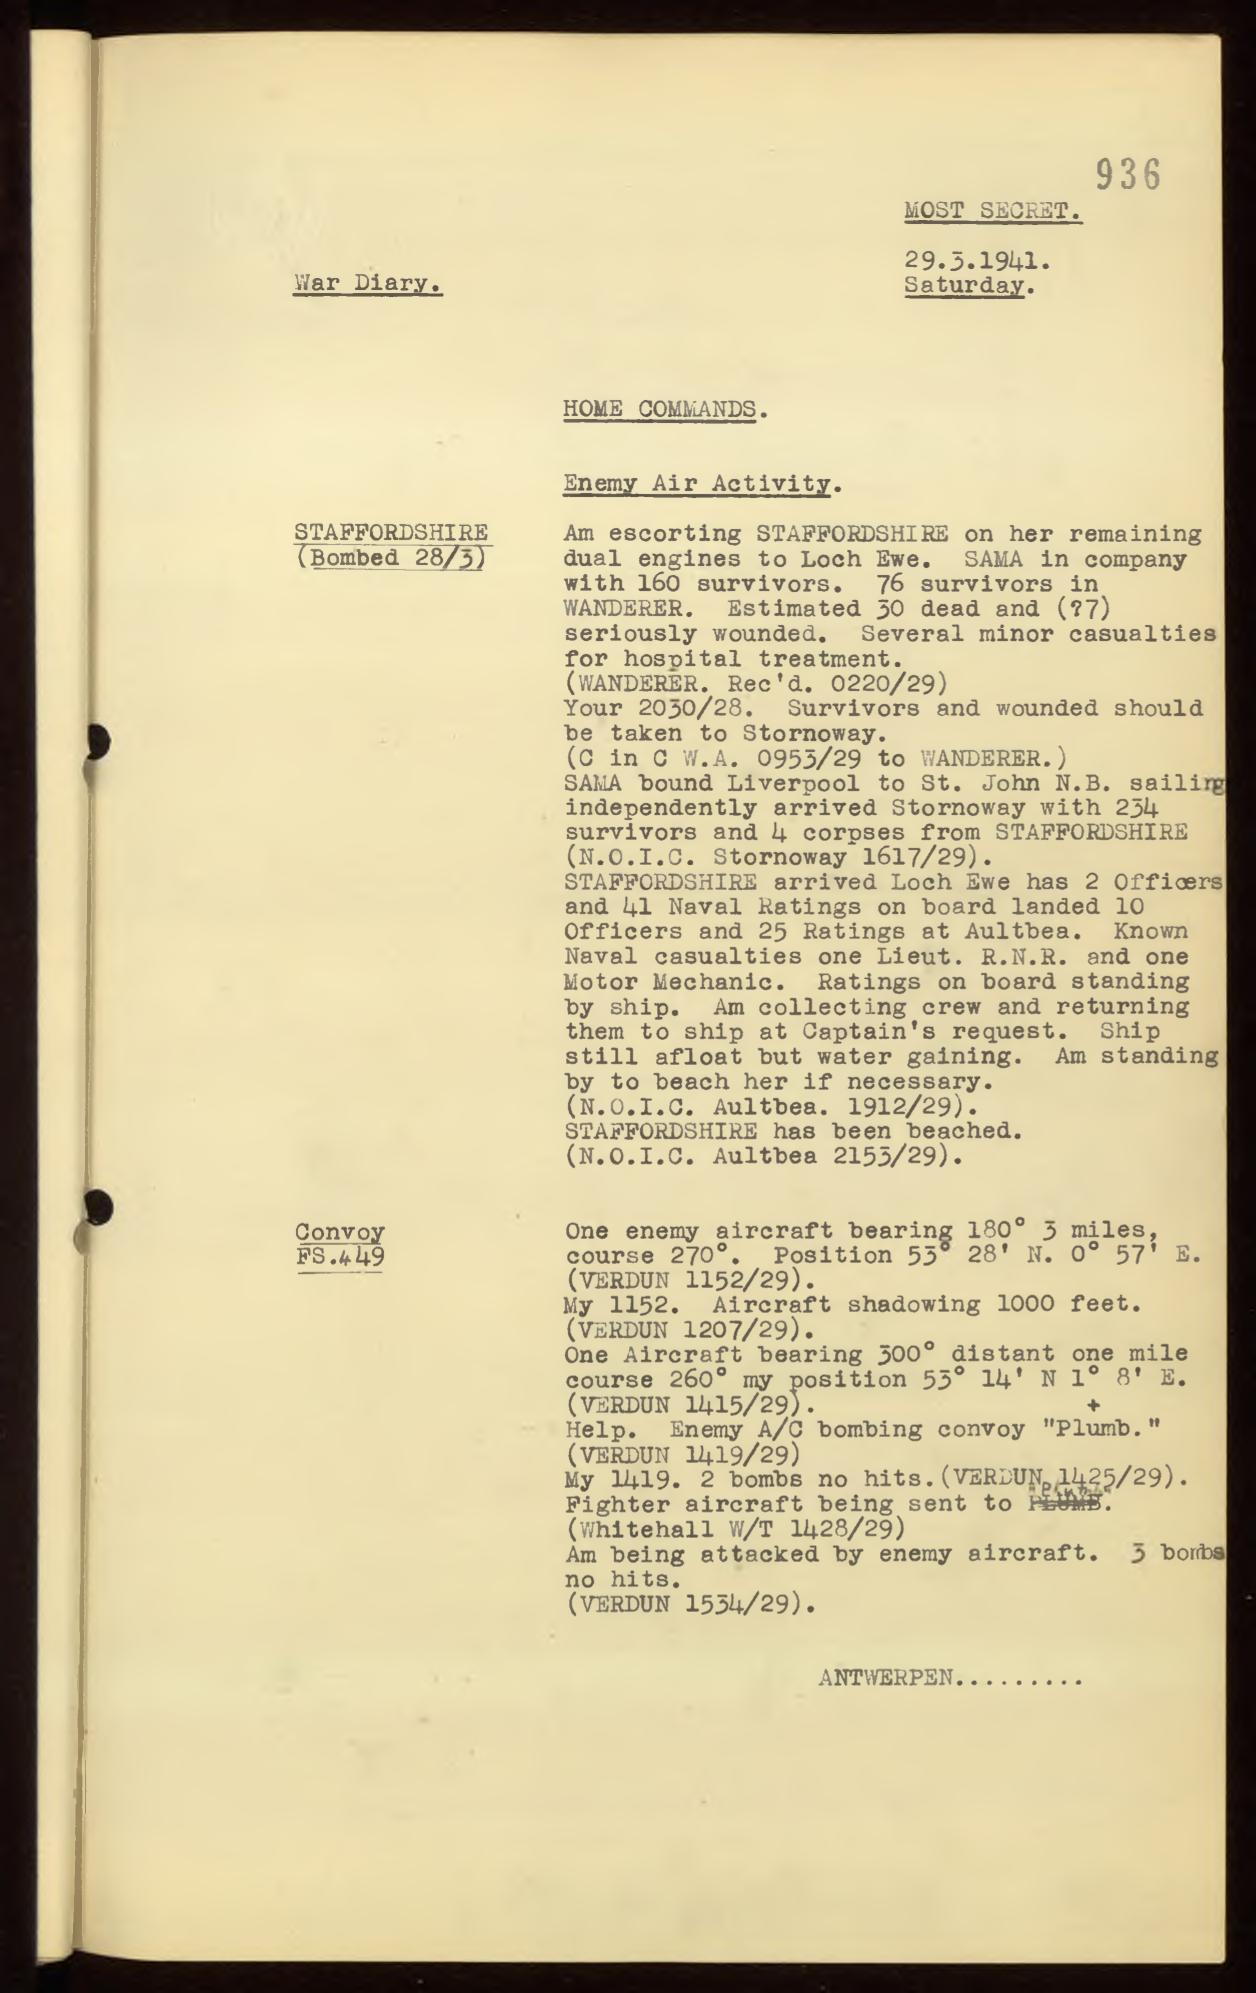 936
MOST SECRET.
29.3.1941.
War Diary.
Saturday.
HOME COMMANDS.
Enemy Air Activity.
STAFFORDSHIRE
(Bombed 28/3)
Am escorting STAFFORDSHIRE on her remaining
dual engines to Loch Ewe. SAMA in company
with 160 survivors. 76 survivors in
WANDERER. Estimated 30 dead and (?7)
seriously wounded. Several minor casualties
for hospital treatment.
(WANDERER. Rec'd. 0220/29)
Your 2030/28. Survivors and wounded should
be taken to Stornoway.
(C in C W.A. 0953/29 to WANDERER.)
SAMA bound Liverpool to St. John N.B. sailing
independently arrived Stornoway with 234
survivors and 4 corpses from STAFFORDSHIRE
(N.O.I.C. Stornoway 1617/29).
STAFFORDSHIRE arrived Loch Ewe has 2 Officers
and 41 Naval Ratings on board landed 10
Officers and 25 Ratings at Aultbea. Known
Naval casualties one Lieut. R.N.R. and one
Motor Mechanic. Ratings on board standing
by ship. Am collecting crew and returning
them to ship at Captain's request. Ship
still afloat but water gaining. Am standing
by to beach her if necessary.
(N.O.I.C. Aultbea. 1912/29).
STAFFORDSHIRE has been beached.
(N.O.I.C. Aultbea 2153/29).
Convoy
FS.449
One enemy aircraft bearing 180° 3 miles,
course 270°. Position 53° 28' N. 0° 57' E.
(VERDUN 1152/29).
My 1152. Aircraft shadowing 1000 feet.
(VERDUN 1207/29).
One Aircraft bearing 300° distant one mile
course 260° my position 53° 14' N 1° 8' E.
(VERDUN 1415/29). +
Help. Enemy A/C bombing convoy "Plumb."
(VERDUN 1419/29)
My 1419. 2 bombs no hits.(VERDUN 1425/29).
Fighter aircraft being sent to PLUMB.
(Whitehall W/T 1428/29)
Am being attacked by enemy aircraft. 3 bombs
no hits.
(VERDUN 1534/29).
ANTWERPEN.........